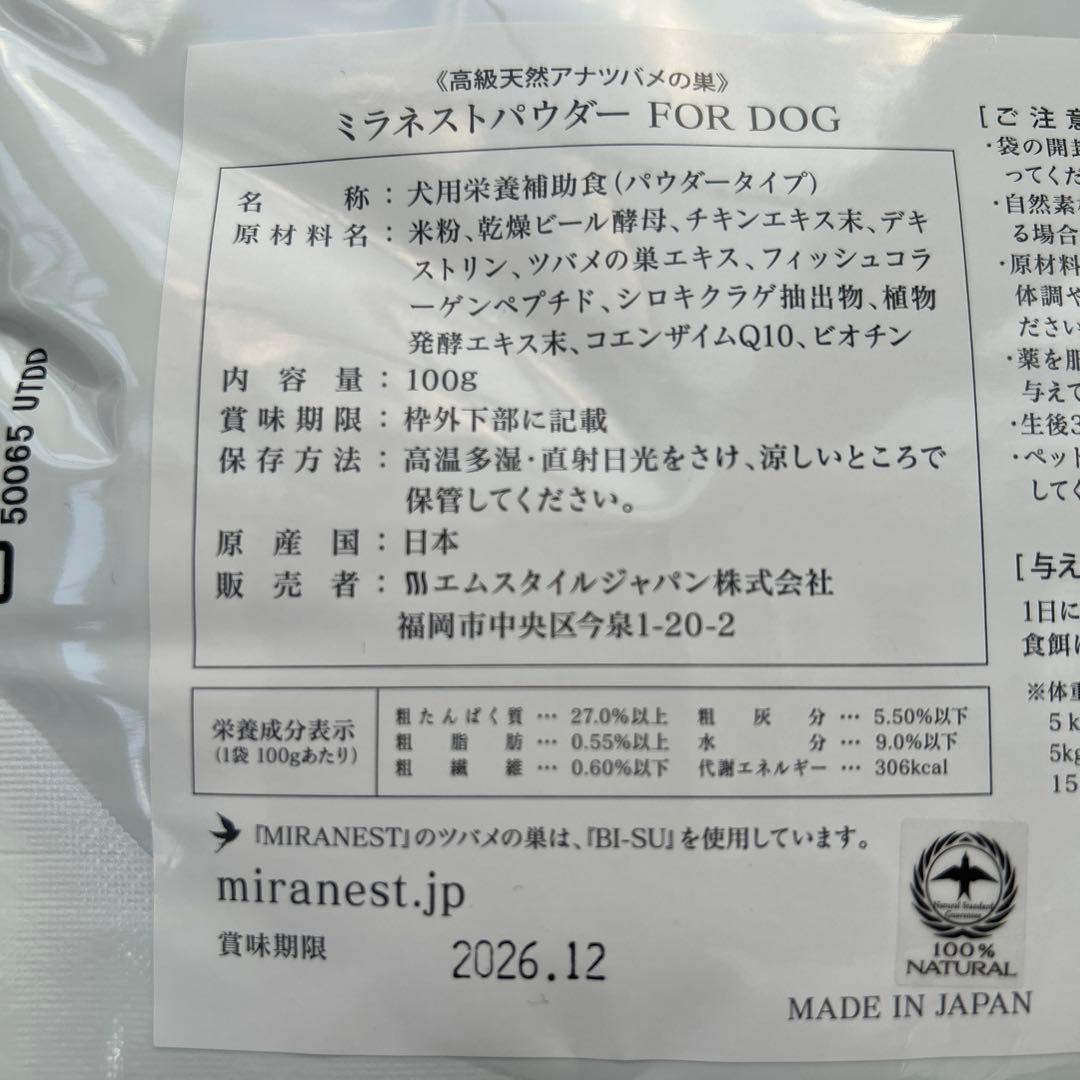 《高級天然アナツバメの巣》
ミラネストパウダー FOR DOG
名称：犬用栄養補助食(パウダータイプ)
原材料名：米粉、乾燥ビール酵母、チキンエキス末、デキ
ストリン、ツバメの巣エキス、フィッシュコラ
ーゲンペプチド、シロキクラゲ抽出物、植物
発酵エキス末、コエンザイムQ10、ビオチン
内容量：100g
賞味期限：枠外下部に記載
保存方法：高温多湿・直射日光をさけ、涼しいところで
保管してください。
原産国：日本
販売者：エムスタイルジャパン株式会社
福岡市中央区今泉1-20-2
栄養成分表示
(1袋 100gあたり)
粗たんぱく質 … 27.0%以上 粗灰分 … 5.50%以下
粗脂肪 … 0.55%以上 水分 … 9.0%以下
粗繊維 … 0.60%以下 代謝エネルギー … 306kcal
『MIRANEST』のツバメの巣は、『BI-SU』を使用しています。
miranest.jp
賞味期限 2026.12
Natural Standard
Guarantee
100%
NATURAL
MADE IN JAPAN
[ご注意
・袋の開封
ってくだ
・自然素材
る場合
・原材料
体調や
ださい
・薬を服
与えて
・生後3
・ペット
してく
[与え
1日に
食餌に
※体重
5k
5kg
15
50065 UTDD